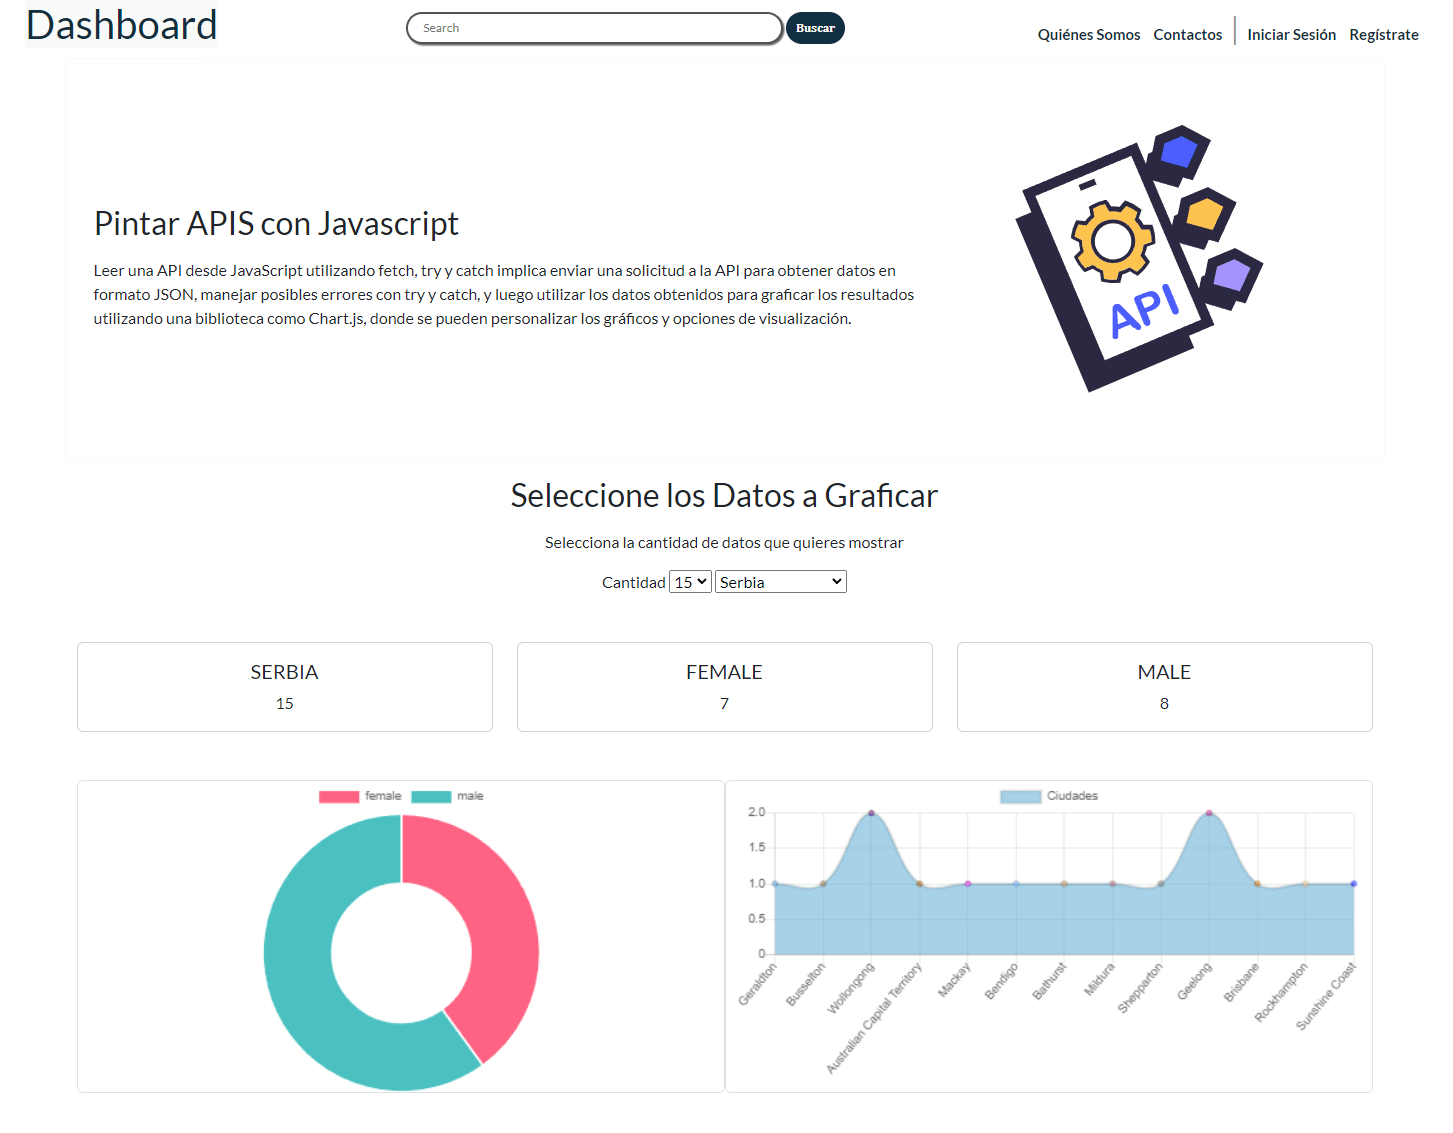 Dashboard
Search
Buscar
Quiénes Somos
Contactos
Iniciar Sesión
Regístrate
Pintar APIS con Javascript
Leer una API desde JavaScript utilizando fetch, try y catch implica enviar una solicitud a la API para obtener datos en
formato JSON, manejar posibles errores con try y catch, y luego utilizar los datos obtenidos para graficar los resultados
utilizando una biblioteca como Chart.js, donde se pueden personalizar los gráficos y opciones de visualización.
API
Seleccione los Datos a Graficar
Selecciona la cantidad de datos que quieres mostrar
Cantidad 15 Serbia
SERBIA
15
FEMALE
7
MALE
8
female
male
Ciudades
2.0
1.5
1.0
0.5
0
Geraldton
Busselton
Wollongong
Australian Capital Territory
Mackay
Bendigo
Bathurst
Mildura
Shepparton
Geelong
Brisbane
Rockhampton
Sunshine Coast